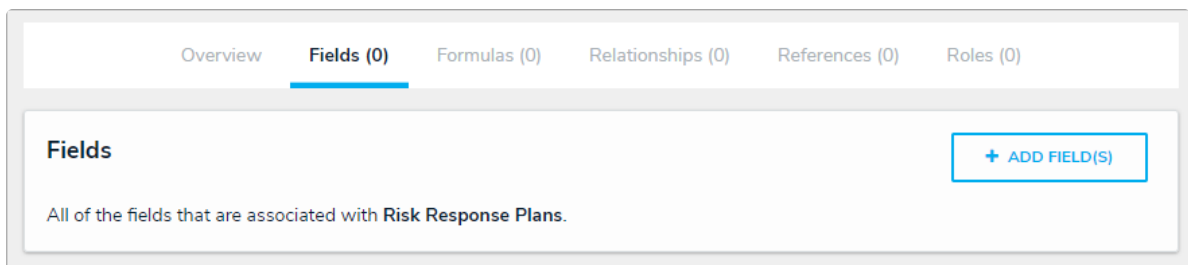 Overview Fields (0) Formulas (0) Relationships (0) References (0) Roles (0)
Fields
+ ADD FIELD(S)
All of the fields that are associated with Risk Response Plans.